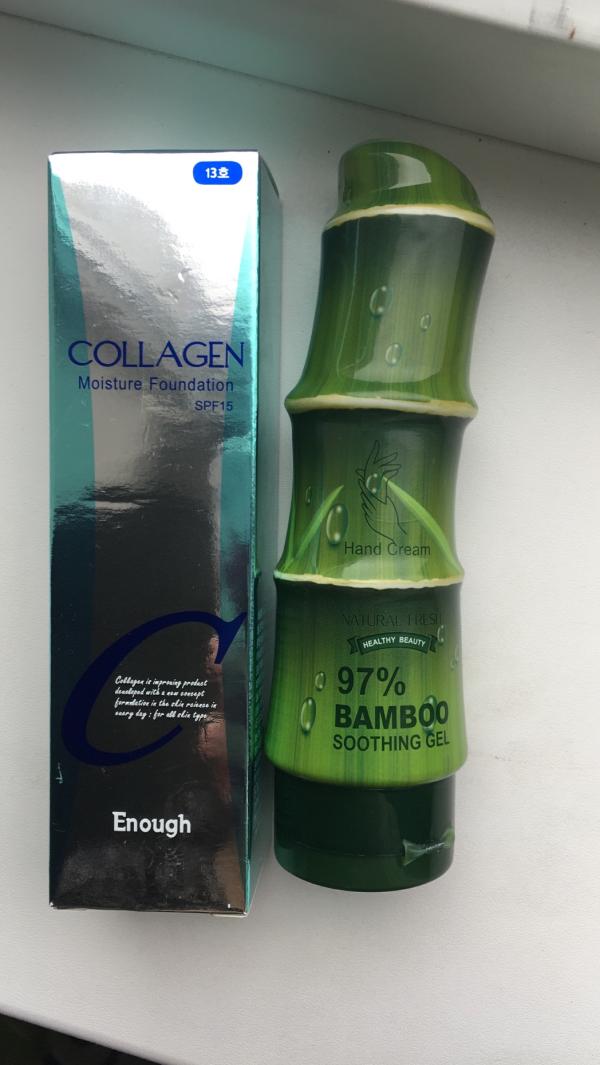 13호
COLLAGEN
Moisture Foundation
SPF15
Collagen is improving product
developed with a new concept
formulation in the skin science in
every day : for all skin type
Enough
Hand Cream
NATURAL FRESH
HEALTHY BEAUTY
97%
BAMBOO
SOOTHING GEL